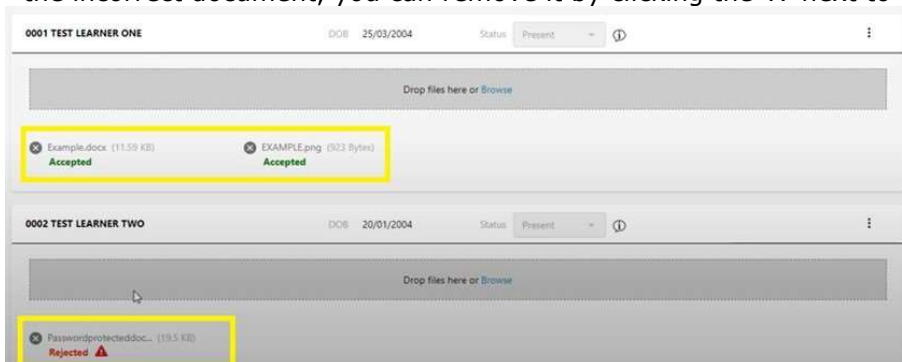 the incorrect document, you can remove it by clicking the 'X' next to
0001 TEST LEARNER ONE DOB 25/03/2004 Status Present
Drop files here or Browse
Example.docx (11.59 KB) EXAMPLE.png (923 Bytes)
Accepted Accepted
0002 TEST LEARNER TWO DOB 20/01/2004 Status Present
Drop files here or Browse
Passwordprotecteddoc... (19.5 KB)
Rejected